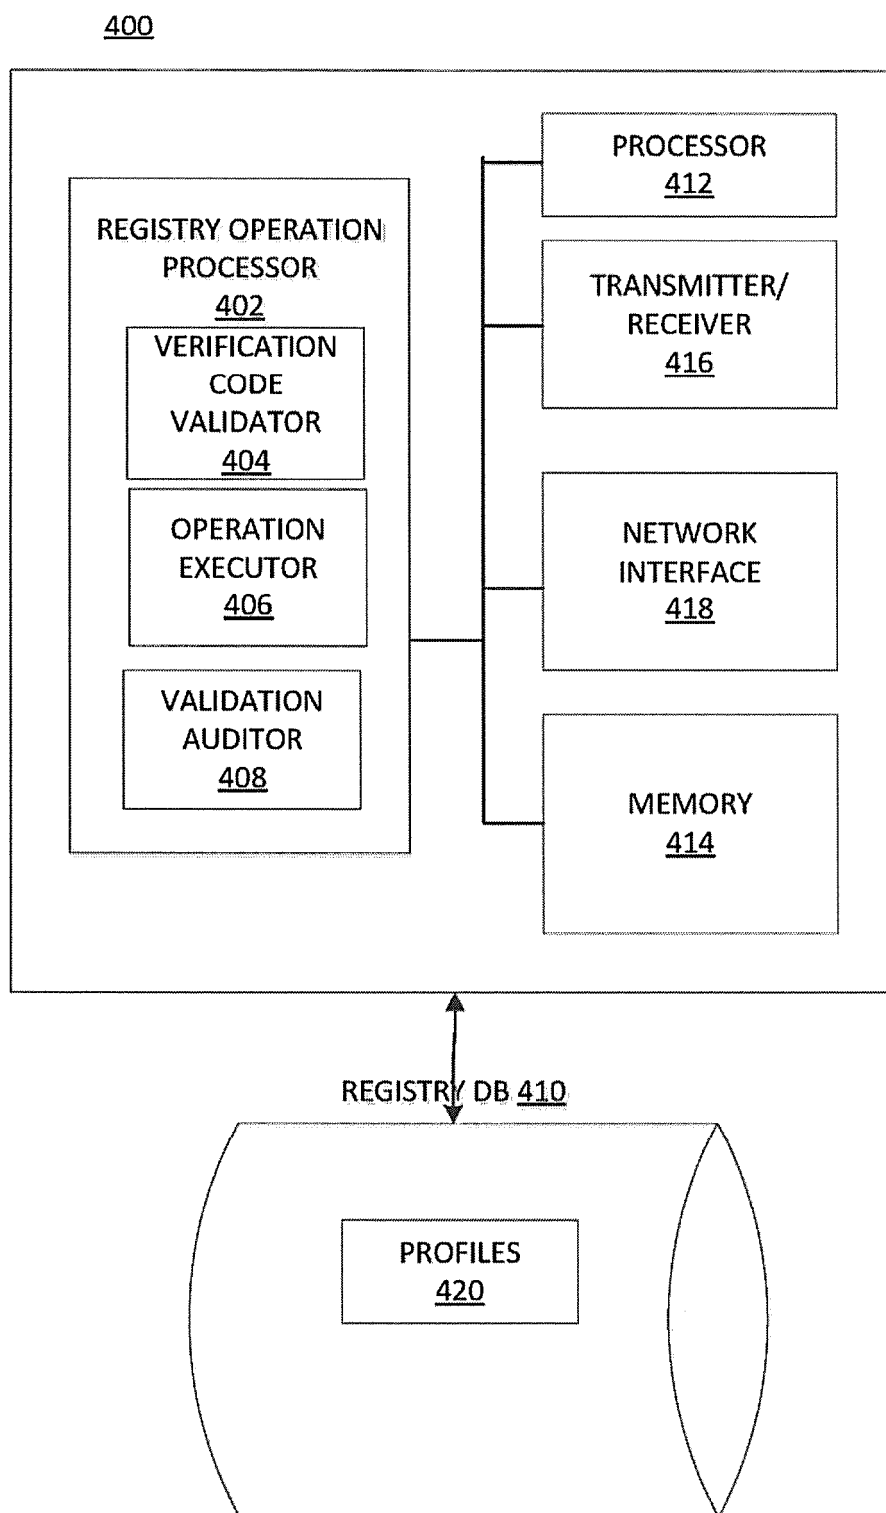 400
REGISTRY OPERATION
PROCESSOR
402
VERIFICATION
CODE
VALIDATOR
404
OPERATION
EXECUTOR
406
VALIDATION
AUDITOR
408
PROCESSOR
412
TRANSMITTER/
RECEIVER
416
NETWORK
INTERFACE
418
MEMORY
414
REGISTRY DB 410
PROFILES
420